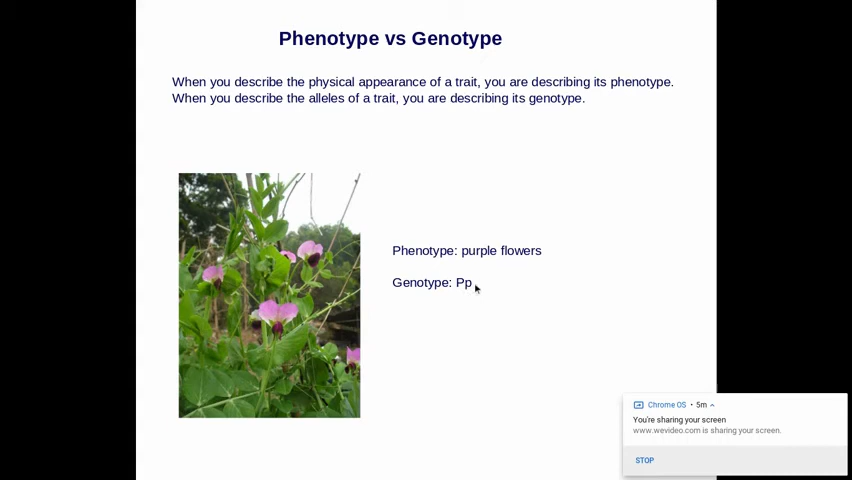 Phenotype vs Genotype
When you describe the physical appearance of a trait, you are describing its phenotype.
When you describe the alleles of a trait, you are describing its genotype.
Phenotype: purple flowers
Genotype: Pp
Chrome OS • 5m
You're sharing your screen
www.wevideo.com is sharing your screen.
STOP